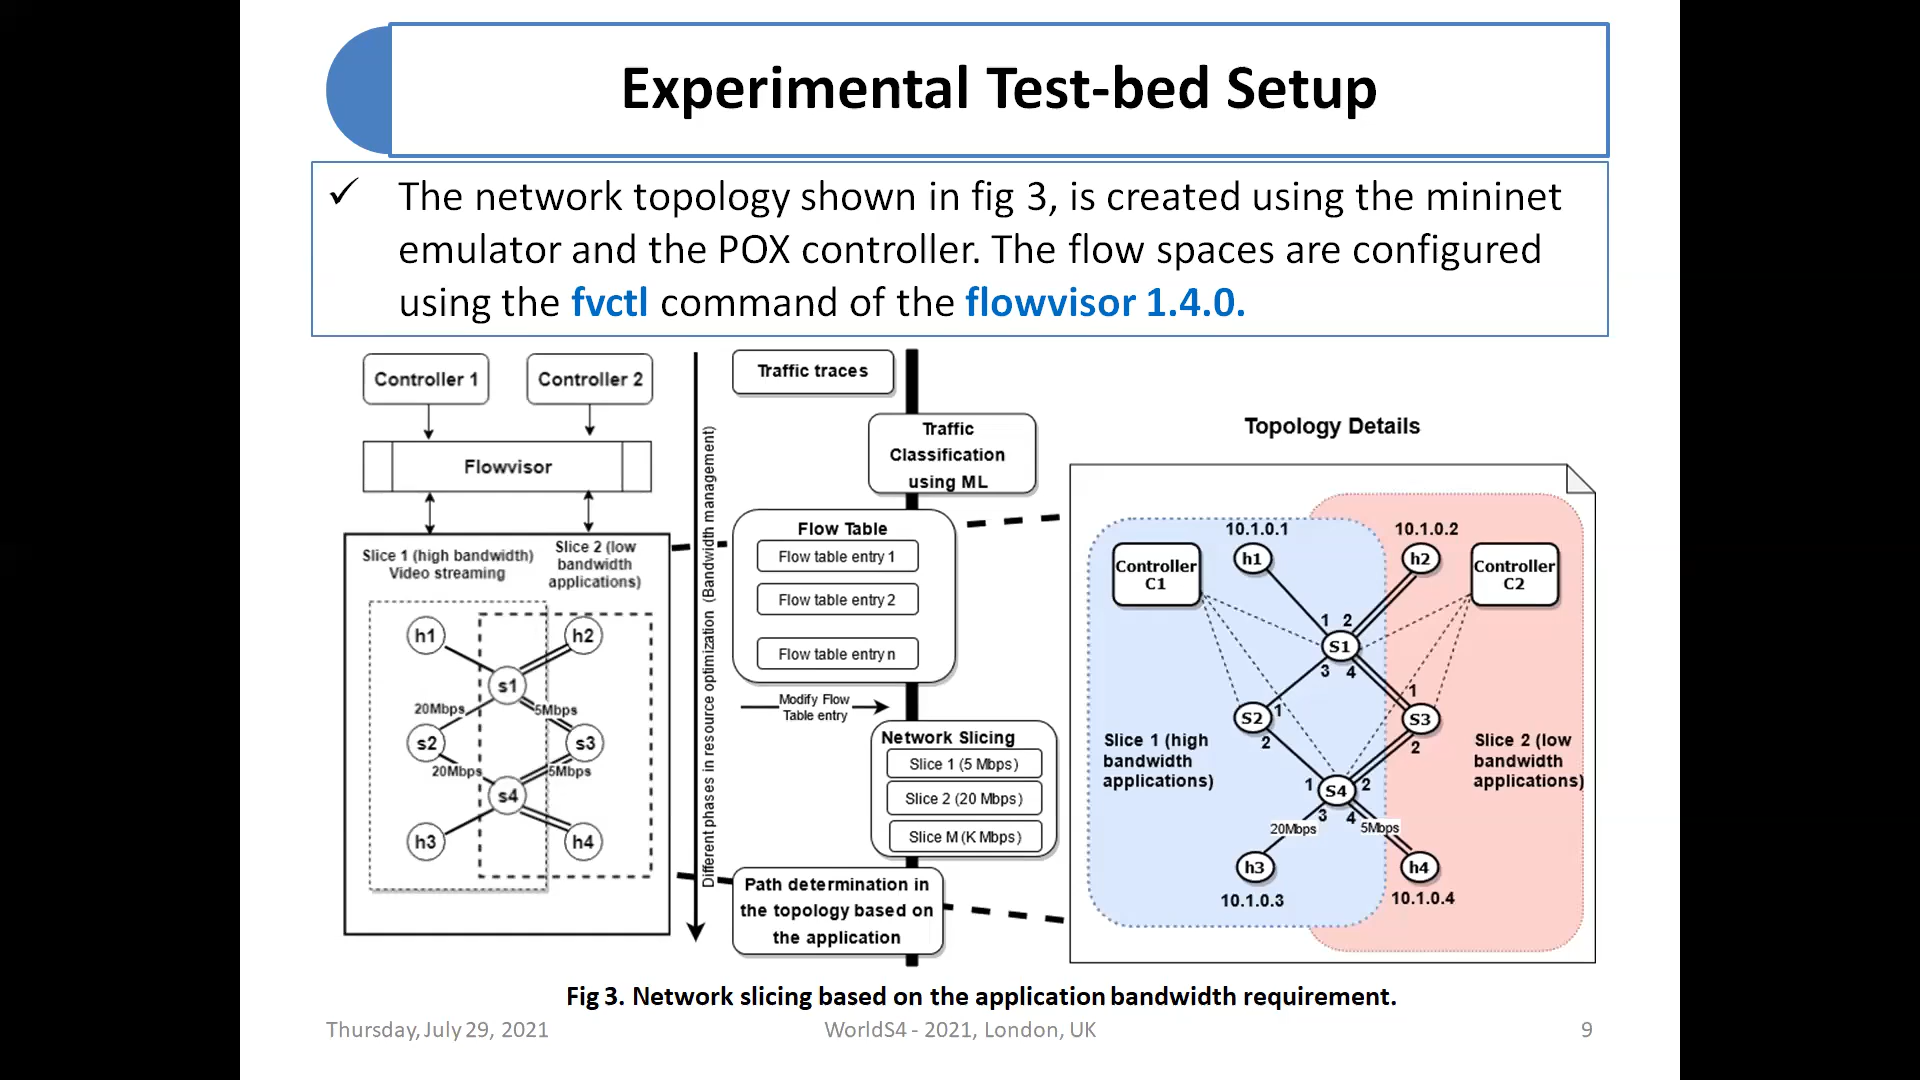 Experimental Test-bed Setup
✓ The network topology shown in fig 3, is created using the mininet
emulator and the POX controller. The flow spaces are configured
using the fvctl command of the flowvisor 1.4.0.
Controller 1
Controller 2
Flowvisor
Slice 1 (high bandwidth)
Video streaming
Slice 2 (low
bandwidth
applications)
h1
h2
s1
20Mbps
5Mbps
s2
s3
20Mbps
5Mbps
s4
h3
h4
Different phases in resource optimization (Bandwidth management)
Traffic traces
Traffic
Classification
using ML
Flow Table
Flow table entry 1
Flow table entry 2
Flow table entry n
Modify Flow
Table entry
Network Slicing
Slice 1 (5 Mbps)
Slice 2 (20 Mbps)
Slice M (K Mbps)
Path determination in
the topology based on
the application
Topology Details
10.1.0.1
10.1.0.2
Controller
C1
h1
h2
Controller
C2
1 2
S1
3 4
1
S2
1
S3
2
2
Slice 1 (high
bandwidth
applications)
Slice 2 (low
bandwidth
applications)
1
S4
2
3
4
20Mbps
5Mbps
h3
h4
10.1.0.3
10.1.0.4
Fig 3. Network slicing based on the application bandwidth requirement.
Thursday, July 29, 2021
WorldS4 - 2021, London, UK
9